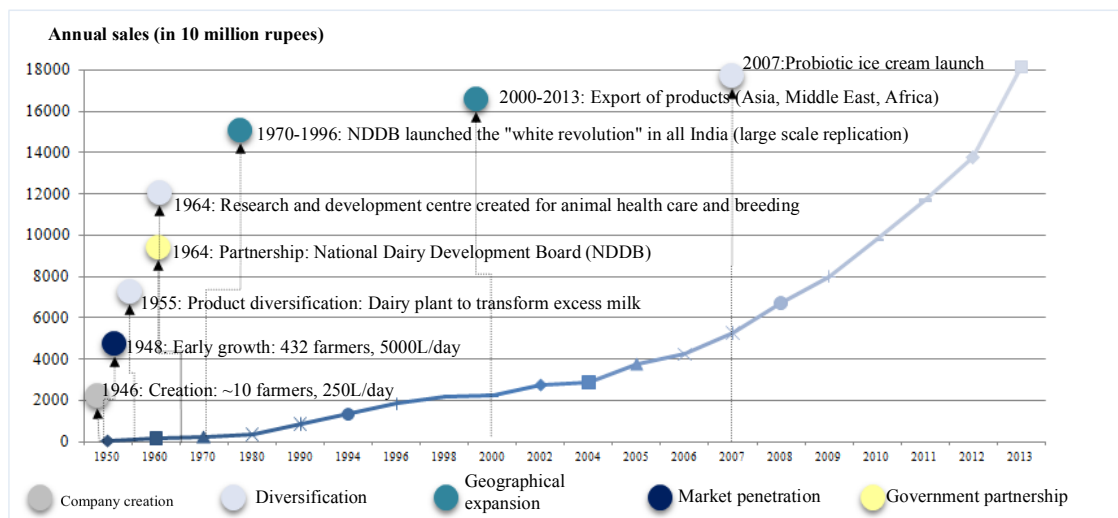 Annual sales (in 10 million rupees)
2007:Probiotic ice cream launch
18000
2000-2013: Export of products (Asia, Middle East, Africa)
16000
1970-1996: NDDB launched the "white revolution" in all India (large scale replication)
14000
12000
1964: Research and development centre created for animal health care and breeding
10000
1964: Partnership: National Dairy Development Board (NDDB)
8000
1955: Product diversification: Dairy plant to transform excess milk
6000
1948: Early growth: 432 farmers, 5000L/day
4000
1946: Creation: ~10 farmers, 250L/day
2000
0
1950 1960 1970 1980 1990 1994 1996 1998 2000 2002 2004 2005 2006 2007 2008 2009 2010 2011 2012 2013
Company creation
Diversification
Geographical
expansion
Market penetration
Government partnership